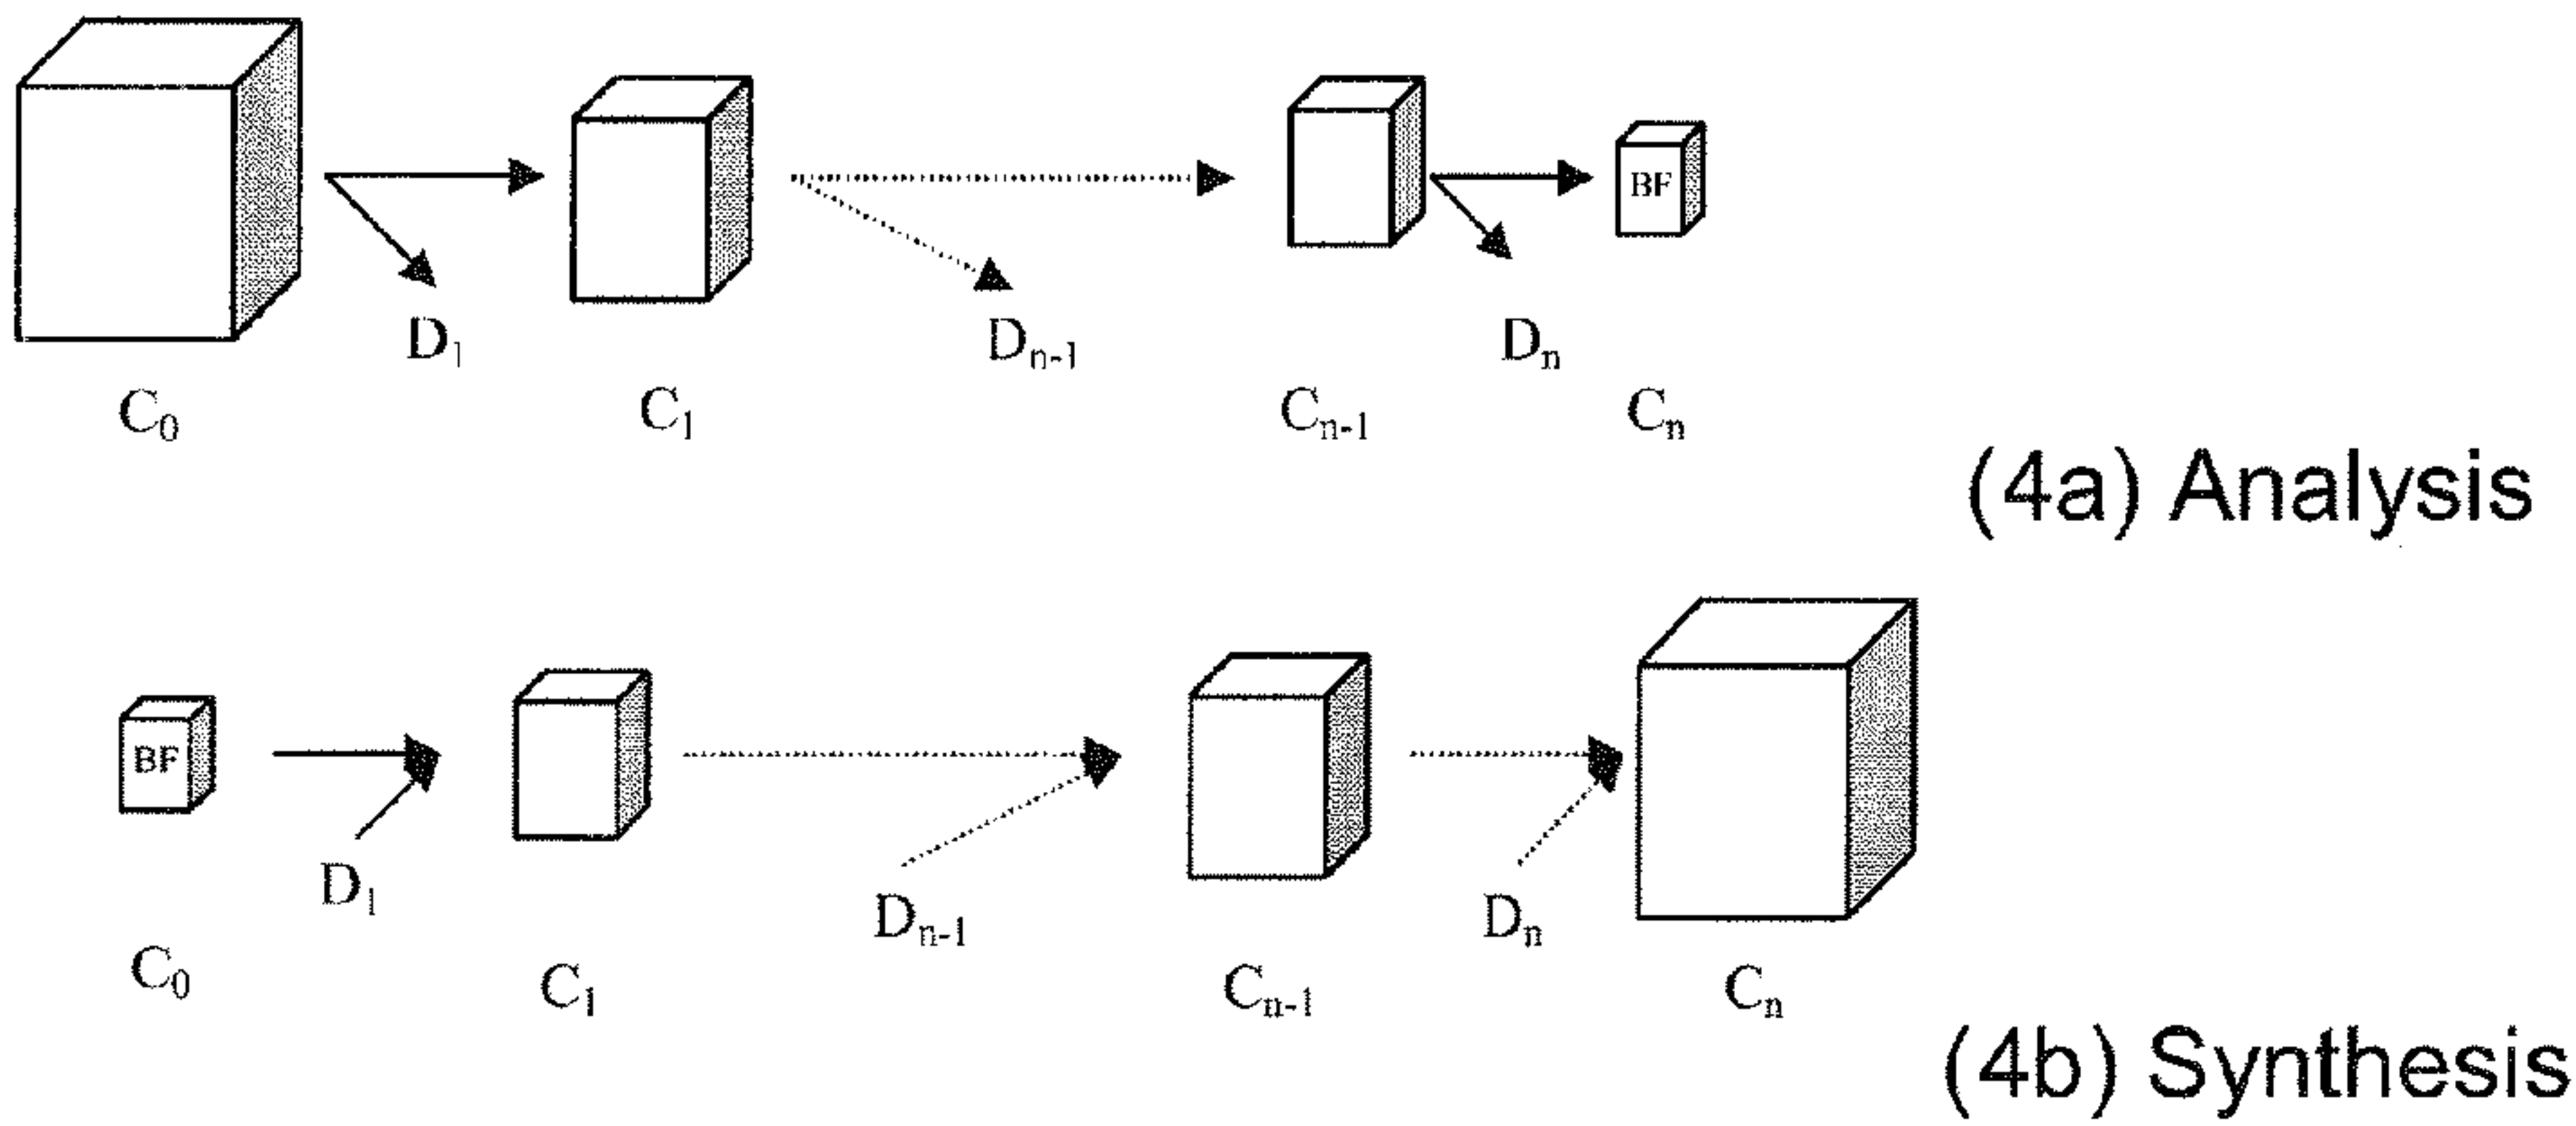 BF
D₁ Dₙ₋₁ Dₙ
C₀ C₁ Cₙ₋₁ Cₙ
(4a) Analysis
BF
D₁ Dₙ₋₁ Dₙ
C₀ C₁ Cₙ₋₁ Cₙ
(4b) Synthesis